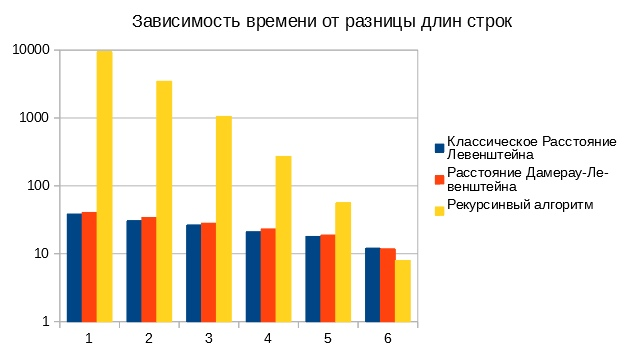 Зависимость времени от разницы длин строк
10000
1000
100
10
1
1
2
3
4
5
6
Классическое Расстояние
Левенштейна
Расстояние Дамерау-Ле-
венштейна
Рекурсинвый алгоритм